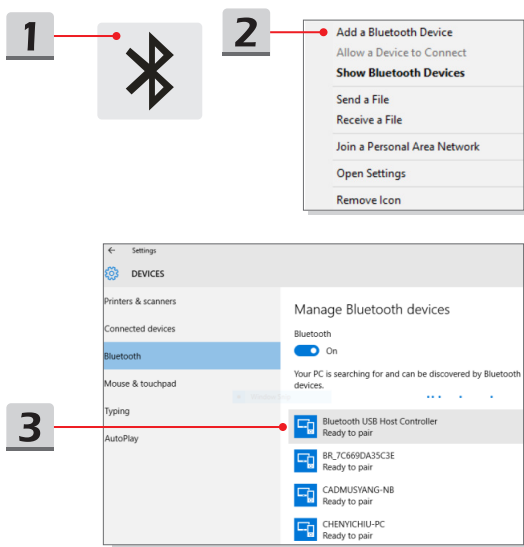 1
2
Add a Bluetooth Device
Allow a Device to Connect
Show Bluetooth Devices
Send a File
Receive a File
Join a Personal Area Network
Open Settings
Remove Icon
Settings
DEVICES
Printers & scanners
Connected devices
Bluetooth
Mouse & touchpad
Typing
AutoPlay
Manage Bluetooth devices
Bluetooth
On
Your PC is searching for and can be discovered by Bluetooth
devices.
3
Bluetooth USB Host Controller
Ready to pair
BR_7C669DA35C3E
Ready to pair
CADMUSYANG-NB
Ready to pair
CHENYICHIU-PC
Ready to pair